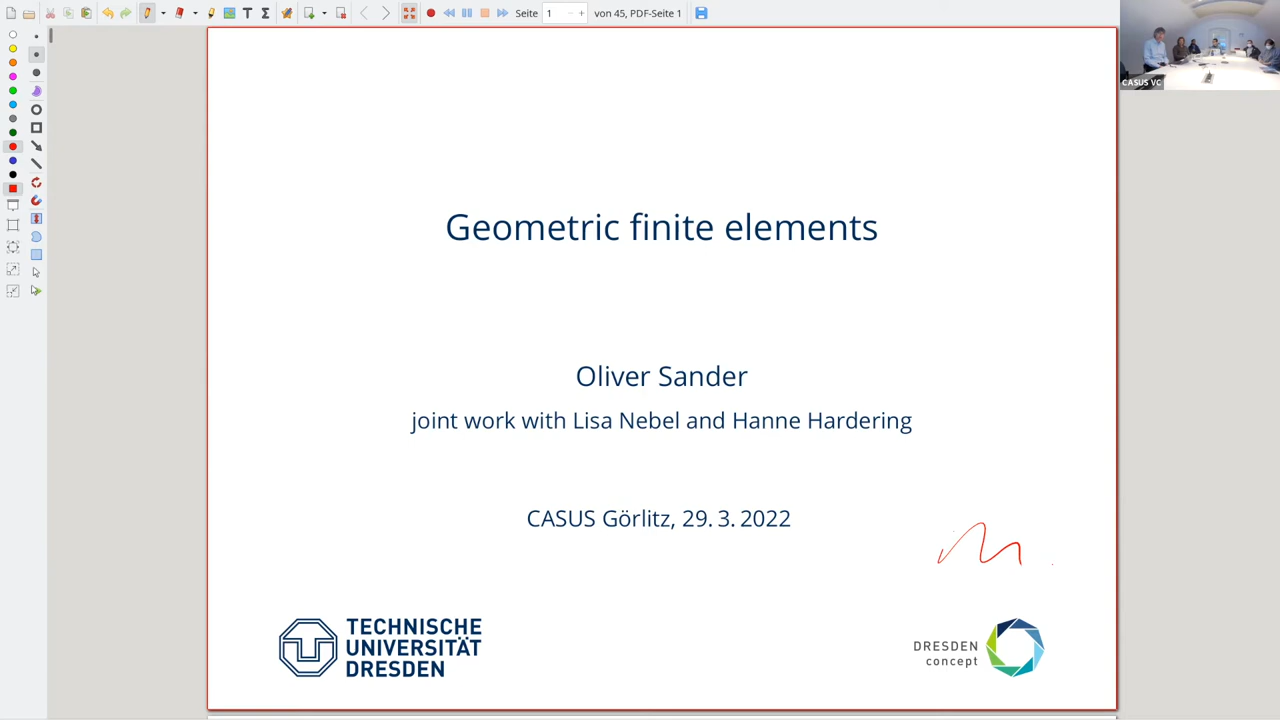 Seite 1 von 45, PDF-Seite 1
CASUS VC
Geometric finite elements
Oliver Sander
joint work with Lisa Nebel and Hanne Hardering
CASUS Görlitz, 29. 3. 2022
TECHNISCHE
UNIVERSITÄT
DRESDEN
DRESDEN
concept